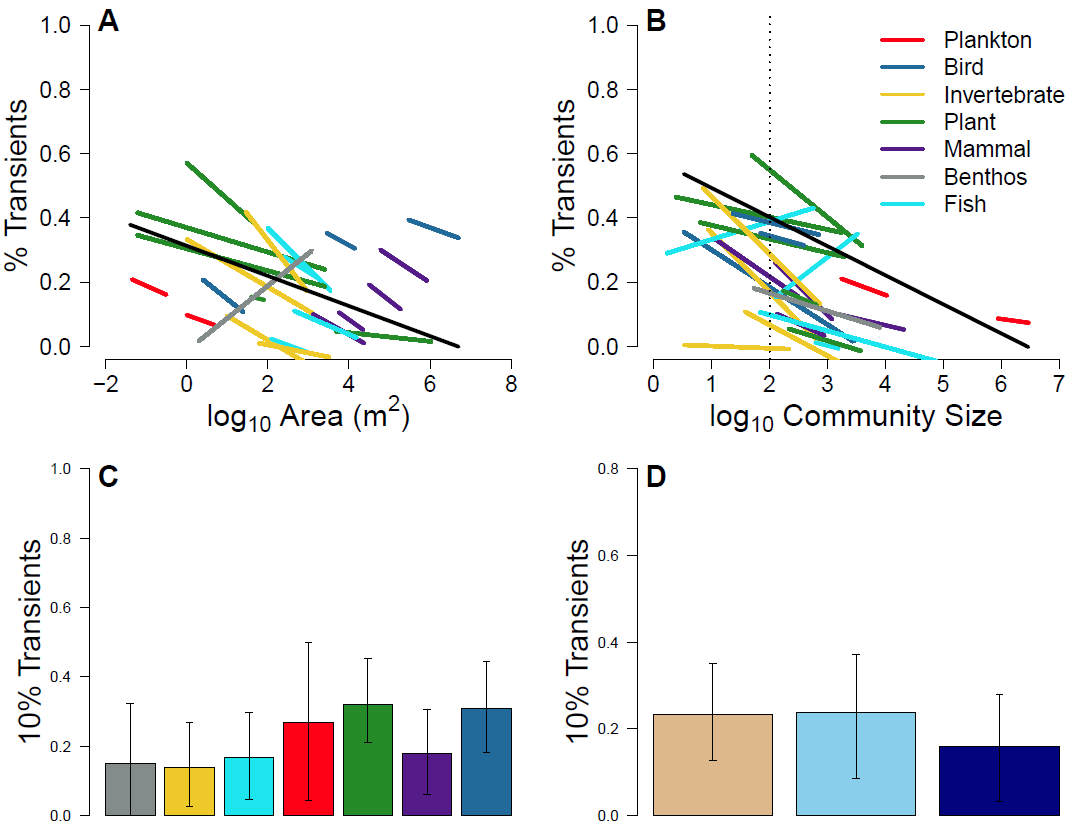 A
% Transients
1.0
0.8
0.6
0.4
0.2
0.0
−2 0 2 4 6 8
log10 Area (m2)
B
% Transients
1.0
0.8
0.6
0.4
0.2
0.0
0 1 2 3 4 5 6 7
log10 Community Size
Plankton
Bird
Invertebrate
Plant
Mammal
Benthos
Fish
C
10% Transients
1.0
0.8
0.6
0.4
0.2
0.0
D
10% Transients
0.8
0.6
0.4
0.2
0.0